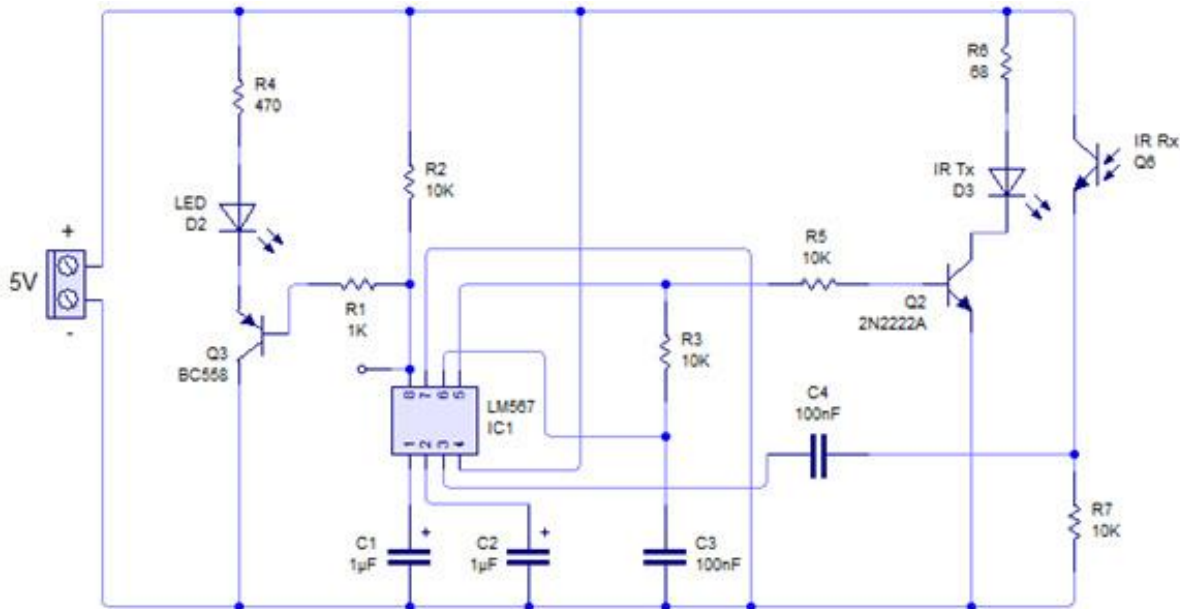 R4
470
LED
D2
+
5V
-
Q3
BC558
R1
1K
R2
10K
8 7 6 5
LM567
IC1
1 2 3 4
C1
1µF
+
C2
1µF
+
R3
10K
C3
100nF
R5
10K
C4
100nF
R6
68
IR Tx
D3
Q2
2N2222A
IR Rx
Q6
R7
10K